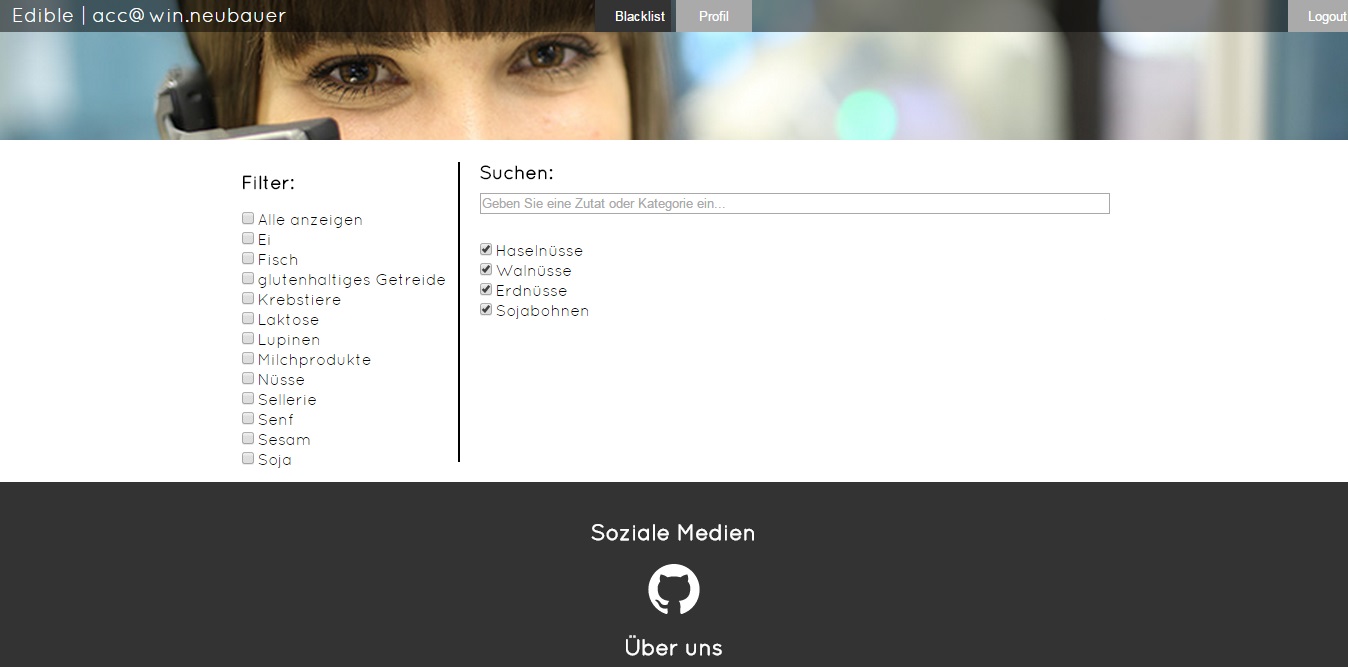 Edible | acc@win.neubauer
Blacklist
Profil
Logout
Filter:
Alle anzeigen
Ei
Fisch
glutenhaltiges Getreide
Krebstiere
Laktose
Lupinen
Milchprodukte
Nüsse
Sellerie
Senf
Sesam
Soja
Suchen:
Geben Sie eine Zutat oder Kategorie ein...
Haselnüsse
Walnüsse
Erdnüsse
Sojabohnen
Soziale Medien
Über uns